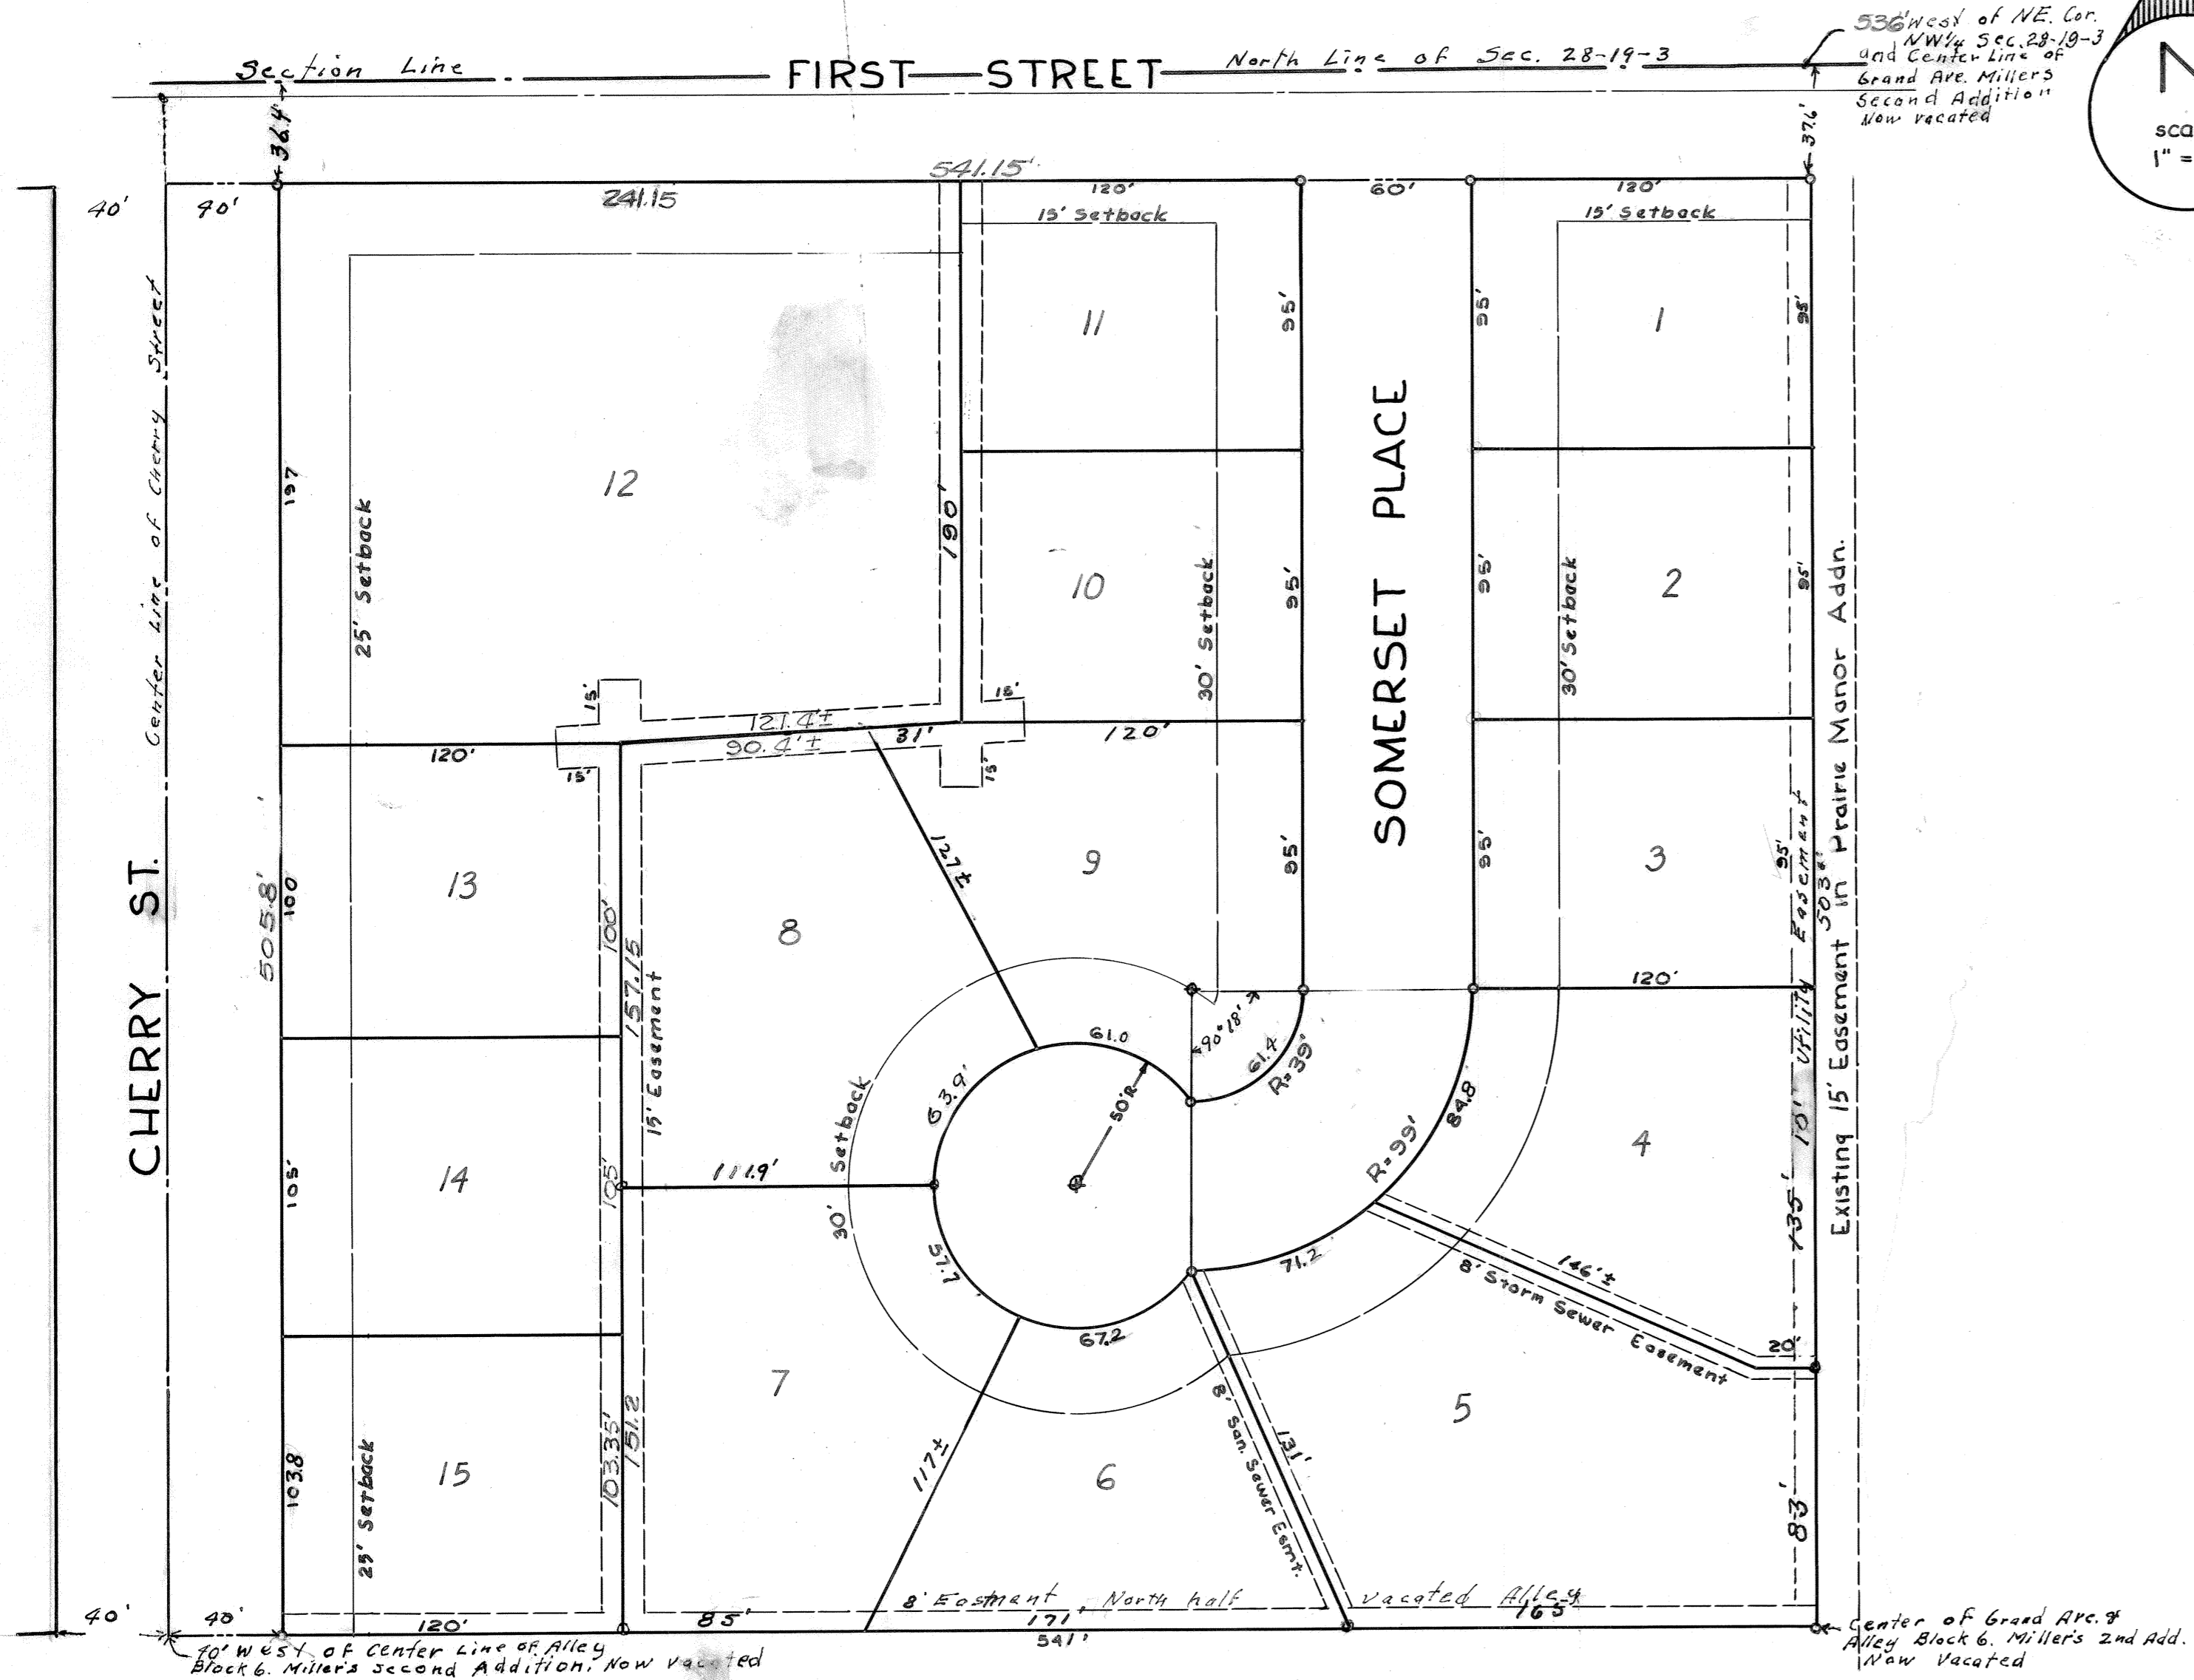 536' West of NE. Cor.
NW¼ Sec. 28-19-3
and Center Line of
Grand Ave. Millers
Second Addition
Now vacated
Section Line
FIRST STREET
North Line of Sec. 28-19-3
N
1" =
36.4'
37.6'
541.15'
40'
40'
241.15
120'
60'
120'
15' Setback
15' Setback
Center Line of Cherry Street
CHERRY ST.
197
25' Setback
12
190'
11
95'
95'
1
95'
10
30' Setback
95'
SOMERSET PLACE
95'
30' Setback
2
95'
15'
15'
121.4'±
90.4'±
31'
120'
120'
15'
15'
505.8'
100'
13
100'
157.15
15' Easement
8
127±
9
95'
95'
3
95'
503
10' Utility Easement
Existing 15' Easement in Prairie Manor Addn.
120'
61.0
63.9'
50'R
90°18'
61.4
R=39'
R=99'
84.8
4
135'
105'
14
105'
111.9'
30' Setback
57.7
67.2
71.2
146'±
8' Storm Sewer Easement
20
103.8
25' Setback
15
103.35'
151.2
7
117±
6
8' San. Sewer Esmt.
131'
5
83'
8' Easment North half vacated Alley
40'
40'
120'
85'
171'
165'
541'
40' West of Center Line of Alley
Block 6. Miller's Second Addition, Now Vacated
Center of Grand Ave. &
Alley Block 6. Miller's 2nd Add.
Now Vacated